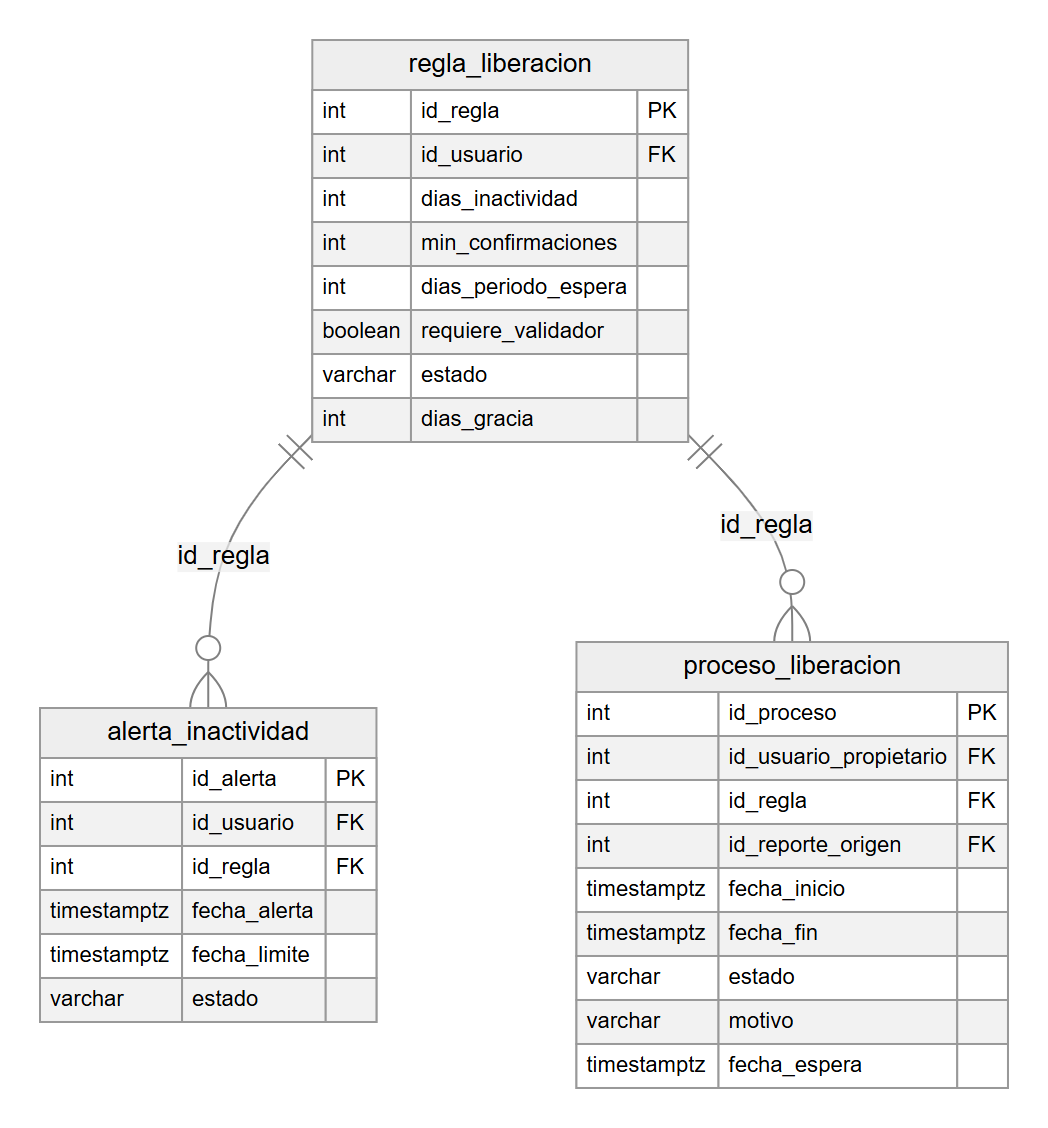 regla_liberacion
int id_regla PK
int id_usuario FK
int dias_inactividad
int min_confirmaciones
int dias_periodo_espera
boolean requiere_validador
varchar estado
int dias_gracia
id_regla
id_regla
proceso_liberacion
int id_proceso PK
int id_usuario_propietario FK
int id_regla FK
int id_reporte_origen FK
timestamptz fecha_inicio
timestamptz fecha_fin
varchar estado
varchar motivo
timestamptz fecha_espera
alerta_inactividad
int id_alerta PK
int id_usuario FK
int id_regla FK
timestamptz fecha_alerta
timestamptz fecha_limite
varchar estado